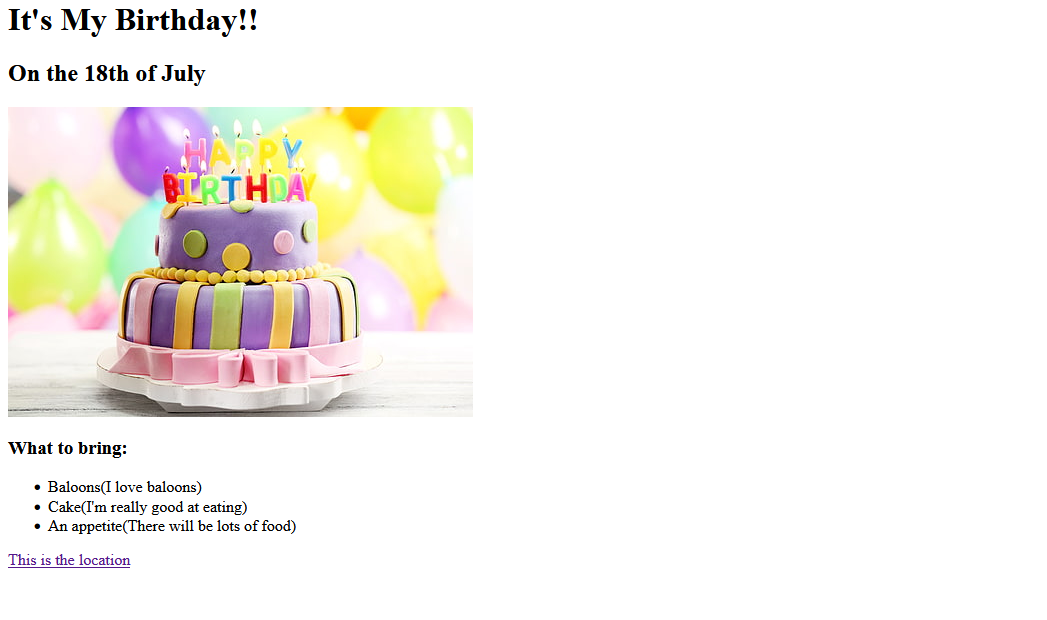 It's My Birthday!!
On the 18th of July
HAPPY
BIRTHDAY
What to bring:
Baloons(I love baloons)
Cake(I'm really good at eating)
An appetite(There will be lots of food)
This is the location